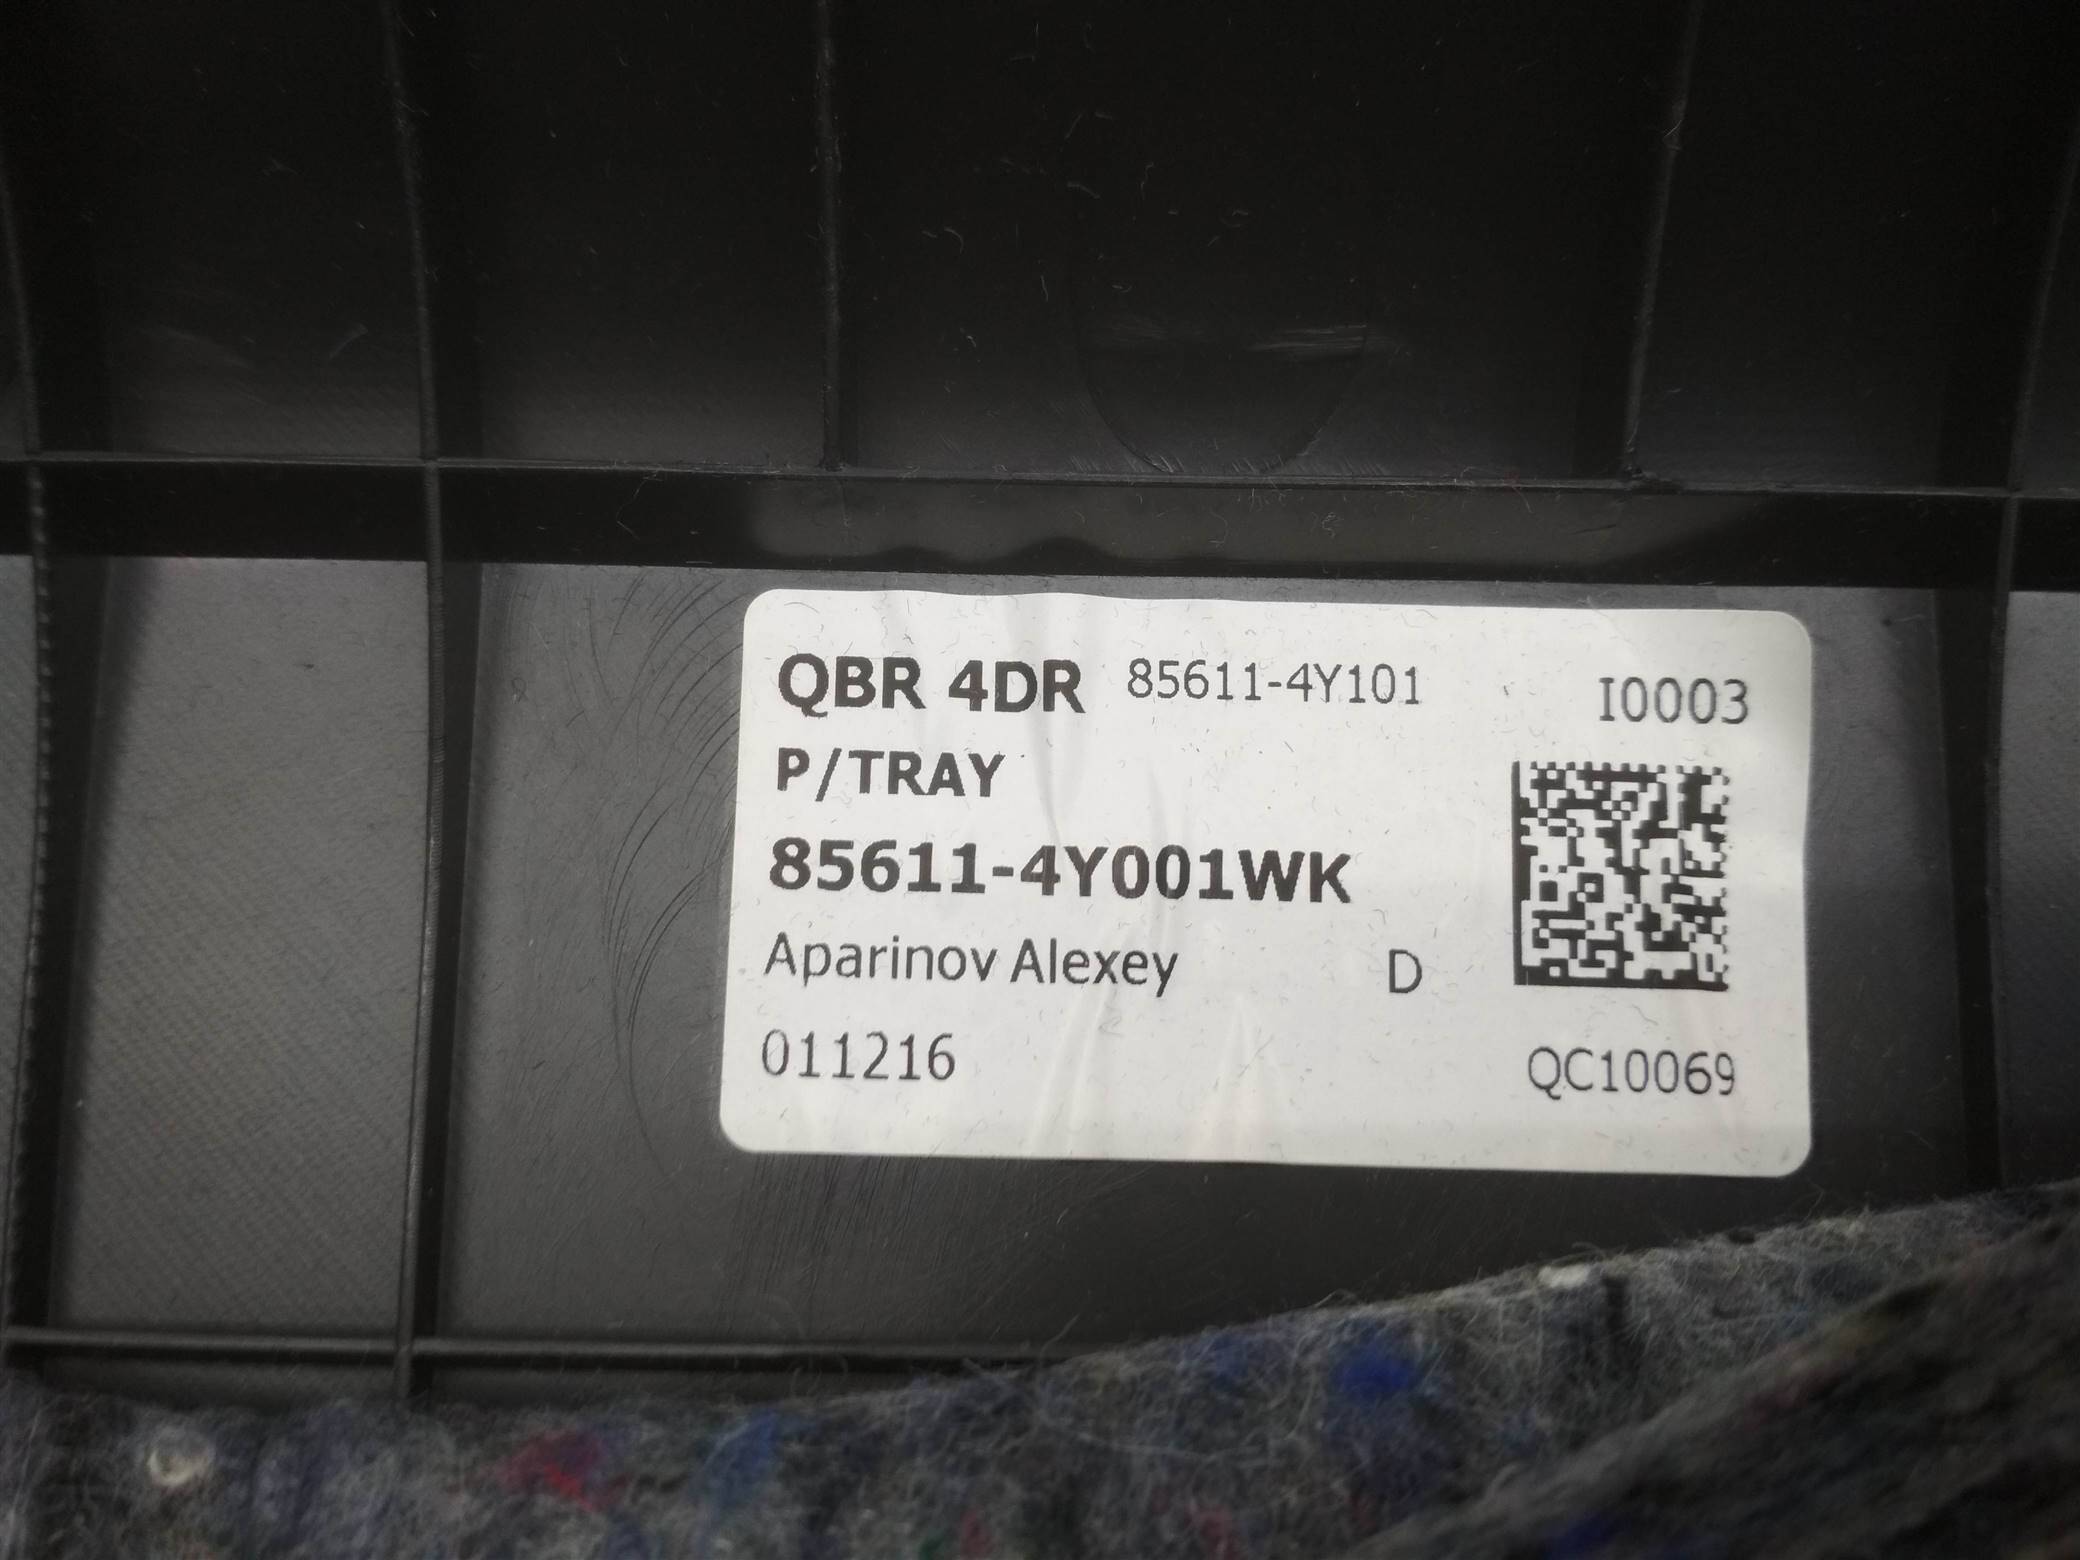 QBR 4DR 85611-4Y101 I0003
P/TRAY
85611-4Y001WK
Aparinov Alexey D
011216 QC10069